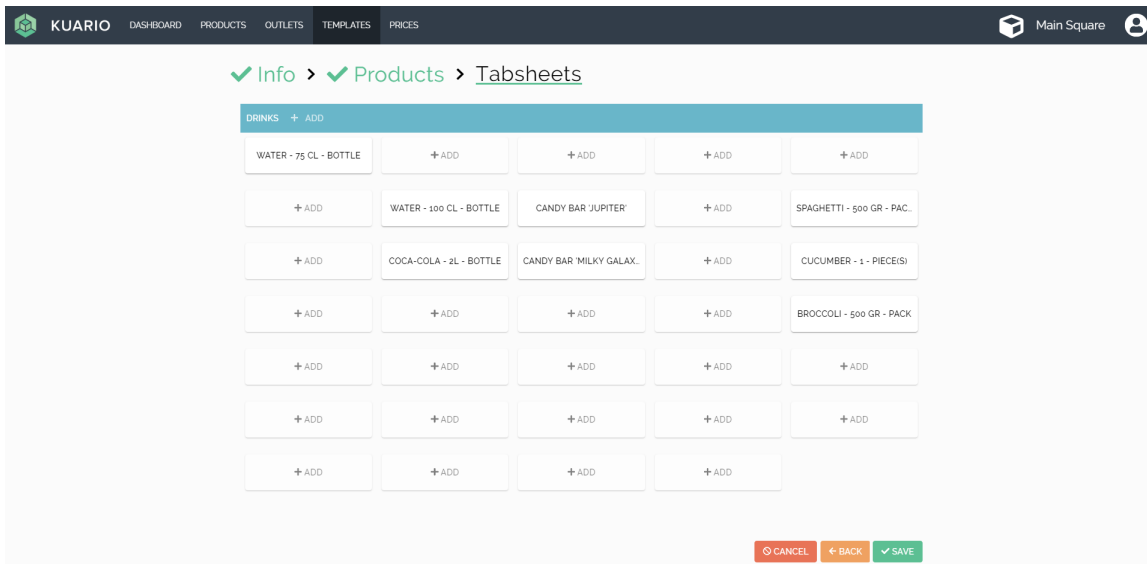 KUARIO DASHBOARD PRODUCTS OUTLETS TEMPLATES PRICES Main Square
Info > Products > Tabsheets
DRINKS + ADD
WATER - 75 CL - BOTTLE + ADD + ADD + ADD + ADD
+ ADD WATER - 100 CL - BOTTLE CANDY BAR 'JUPITER' + ADD SPAGHETTI - 500 GR - PAC...
+ ADD COCA-COLA - 2L - BOTTLE CANDY BAR 'MILKY GALAX... + ADD CUCUMBER - 1 - PIECE(S)
+ ADD + ADD + ADD + ADD BROCCOLI - 500 GR - PACK
+ ADD + ADD + ADD + ADD + ADD
+ ADD + ADD + ADD + ADD + ADD
+ ADD + ADD + ADD + ADD
CANCEL BACK SAVE